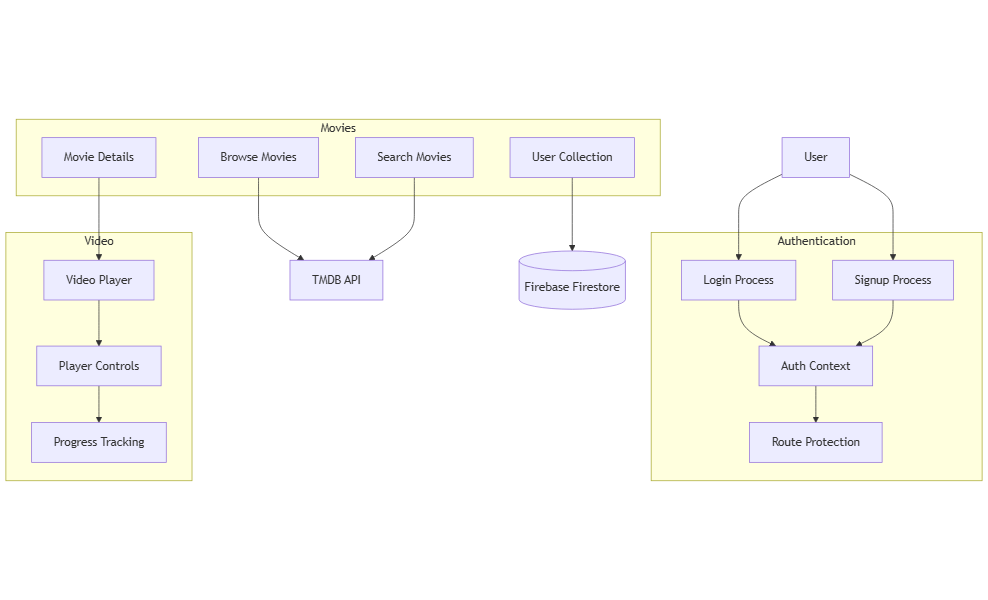 Movies
Movie Details
Browse Movies
Search Movies
User Collection
User
Video
Video Player
Player Controls
Progress Tracking
TMDB API
Firebase Firestore
Authentication
Login Process
Signup Process
Auth Context
Route Protection